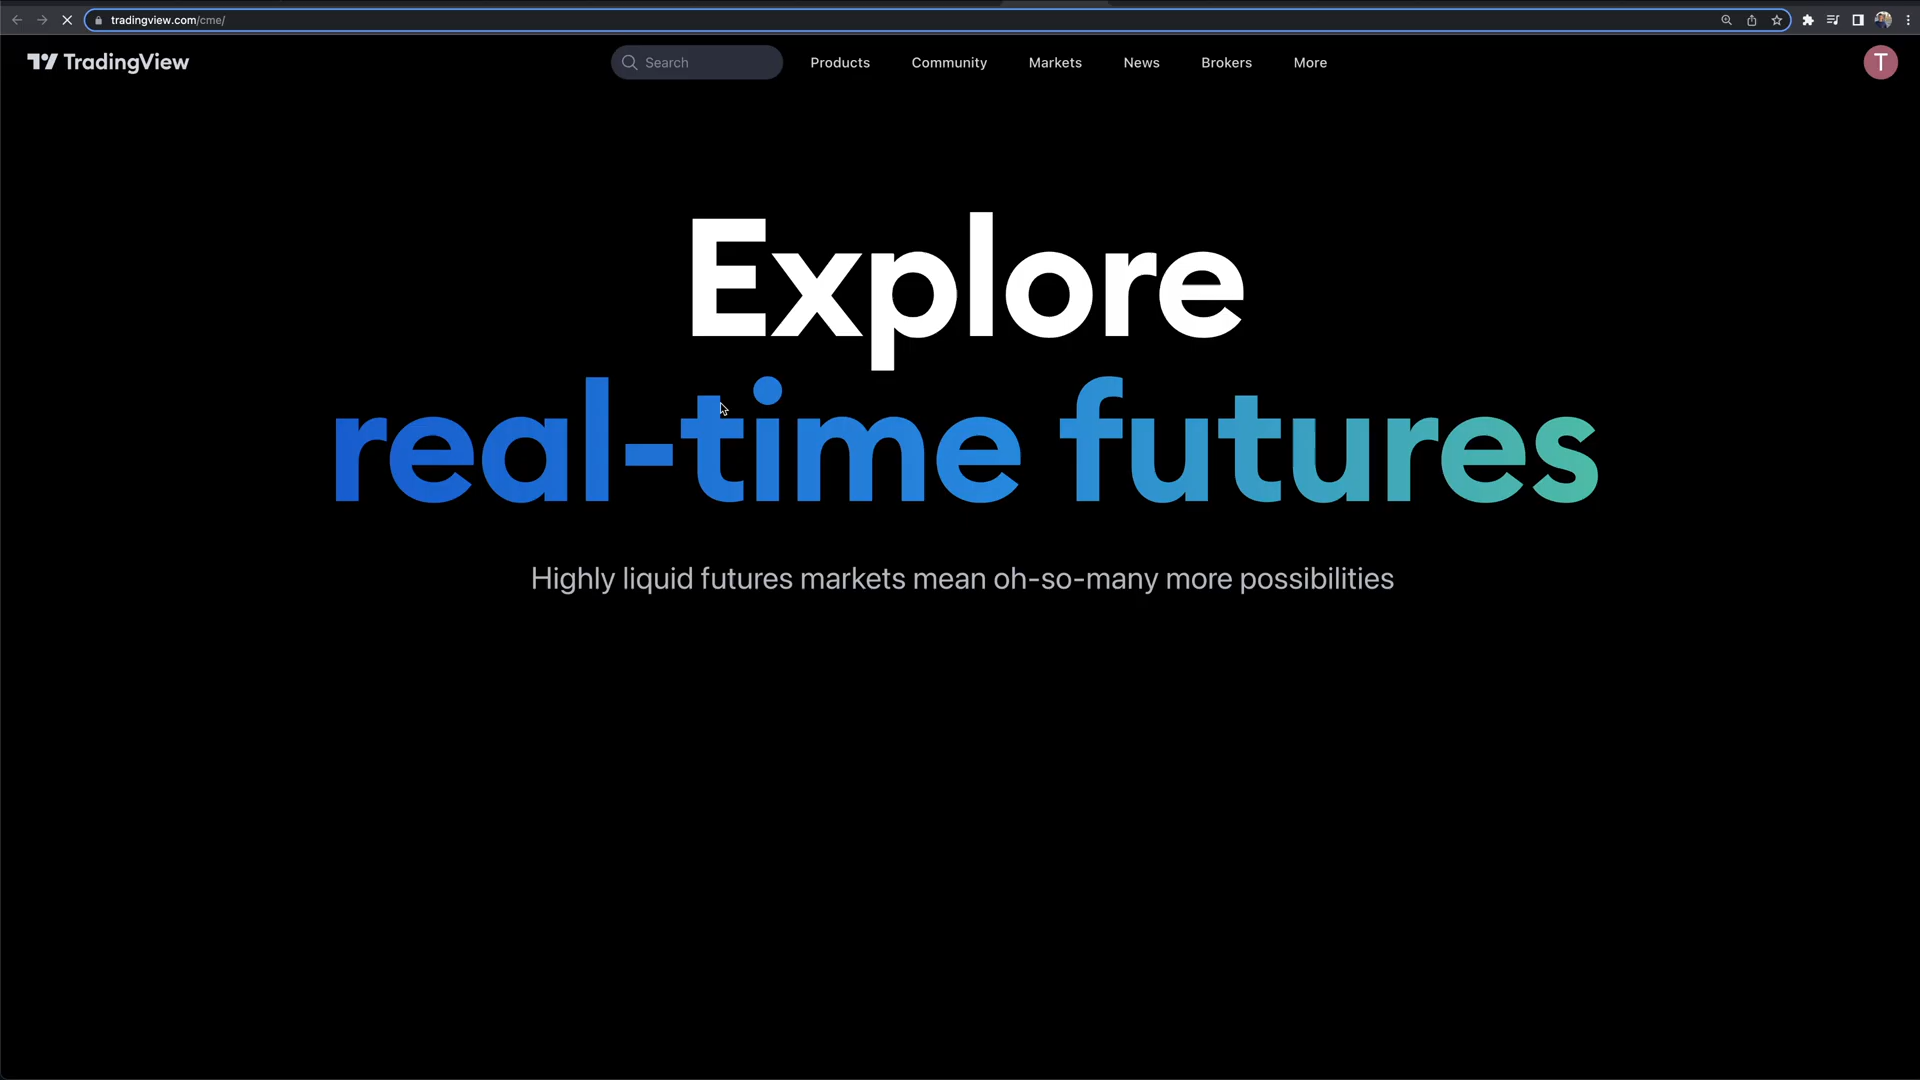 tradingview.com/cme/
TradingView
Search
Products
Community
Markets
News
Brokers
More
T
Explore
real-time futures
Highly liquid futures markets mean oh-so-many more possibilities